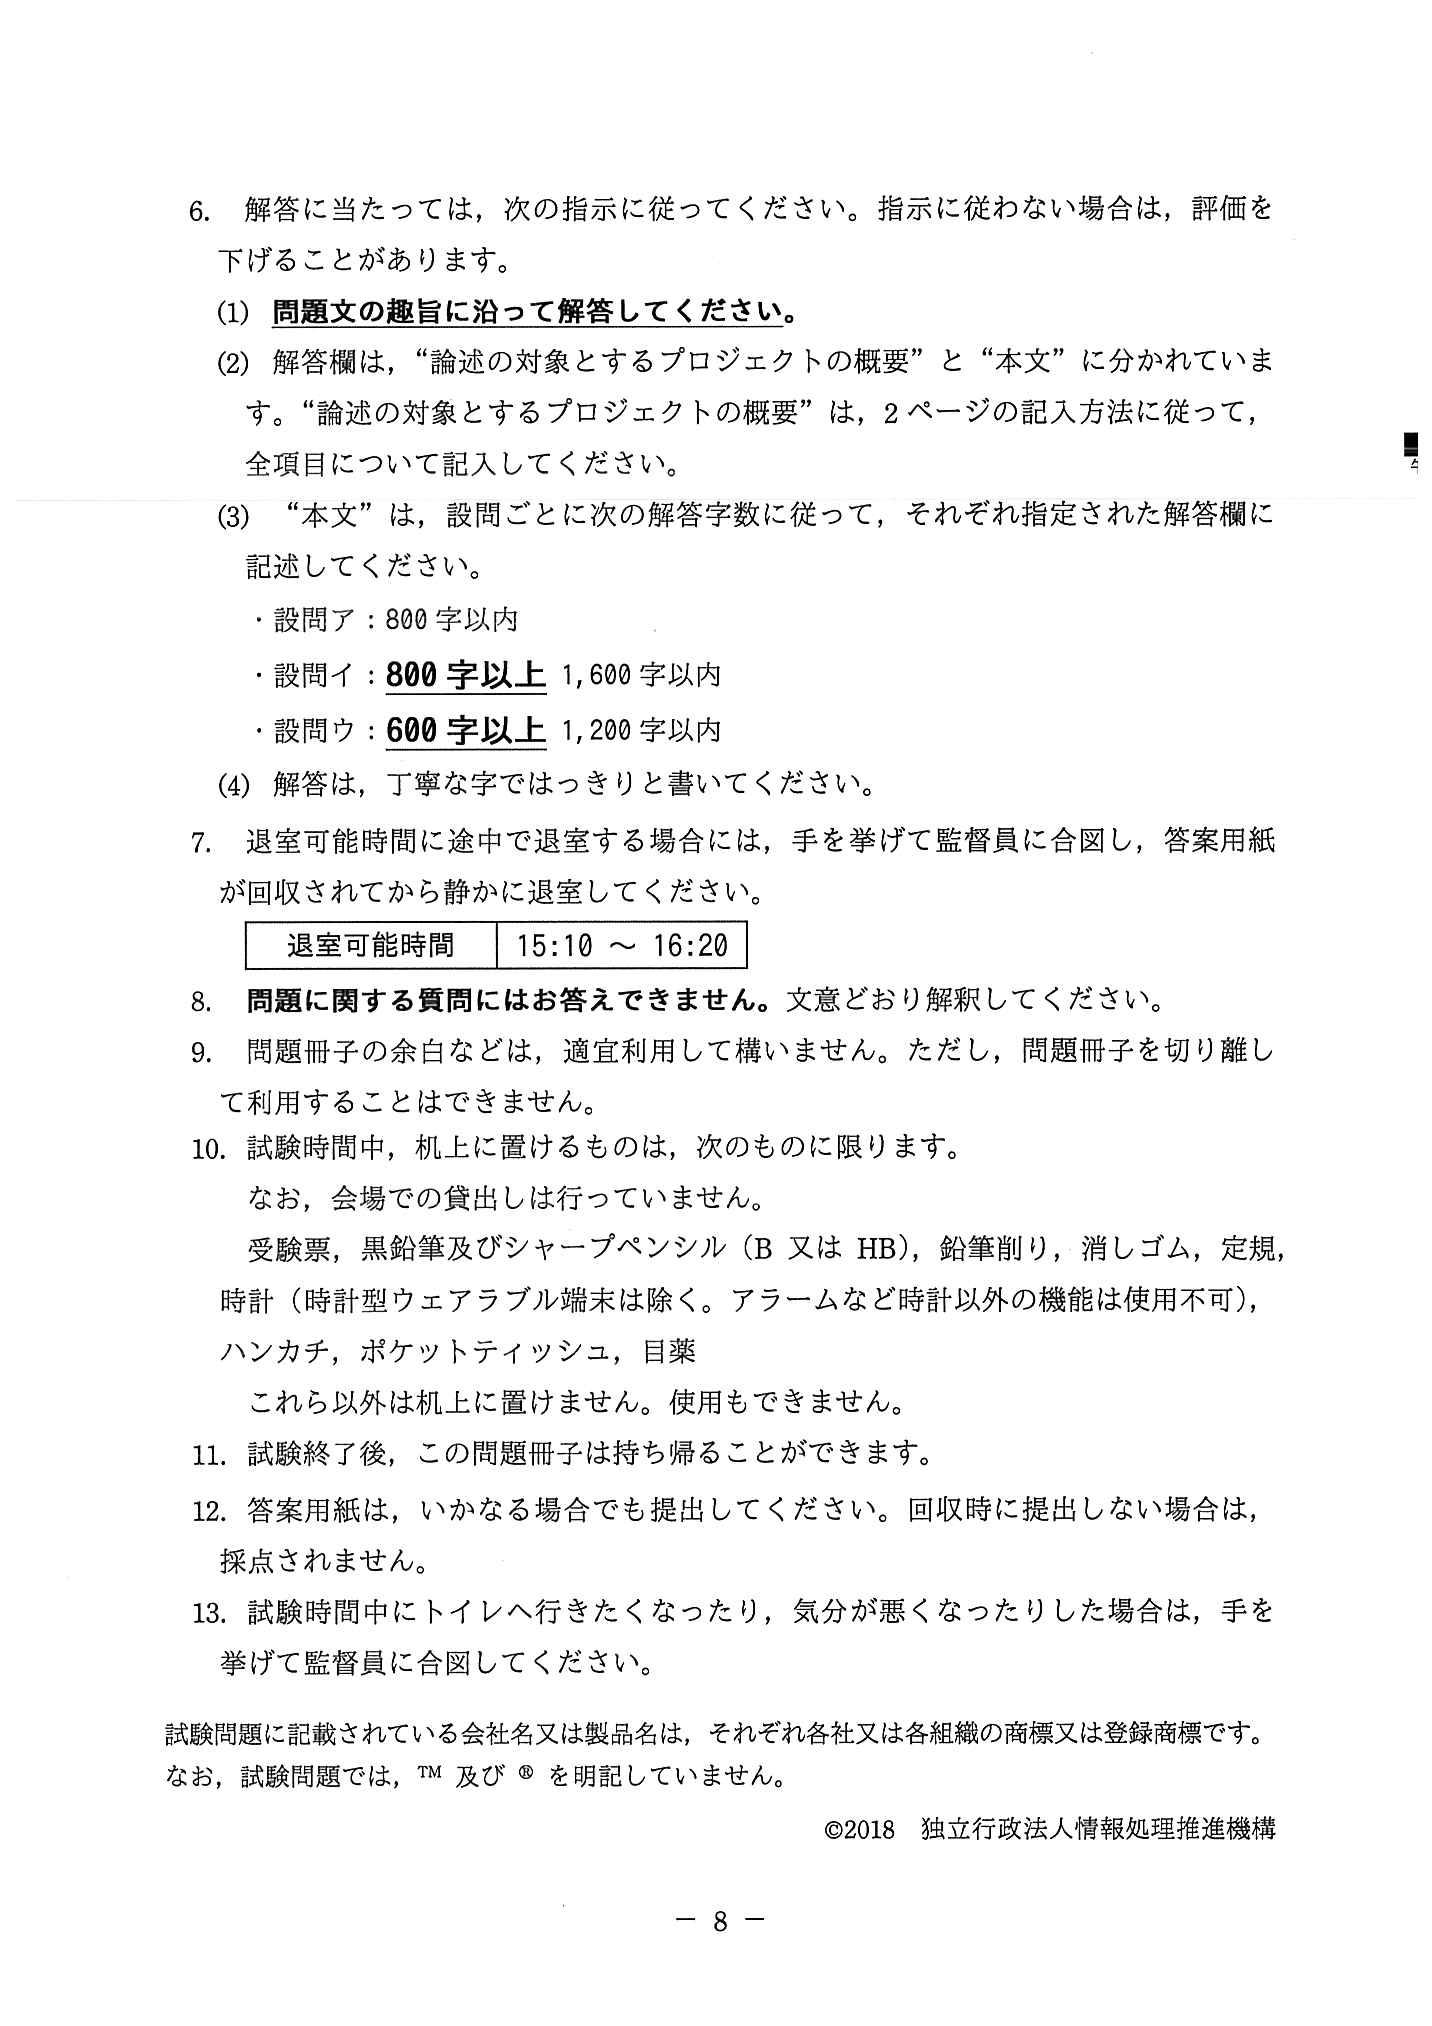 6. 解答に当たっては，次の指示に従ってください。指示に従わない場合は，評価を
下げることがあります。
(1) 問題文の趣旨に沿って解答してください。
(2) 解答欄は，“論述の対象とするプロジェクトの概要”と“本文”に分かれていま
す。“論述の対象とするプロジェクトの概要”は，2 ページの記入方法に従って，
全項目について記入してください。
(3) “本文”は，設問ごとに次の解答字数に従って，それぞれ指定された解答欄に
記述してください。
・設問ア：800 字以内
・設問イ：800 字以上 1,600 字以内
・設問ウ：600 字以上 1,200 字以内
(4) 解答は，丁寧な字ではっきりと書いてください。
7. 退室可能時間に途中で退室する場合には，手を挙げて監督員に合図し，答案用紙
が回収されてから静かに退室してください。
退室可能時間 15:10 ～ 16:20
8. 問題に関する質問にはお答えできません。文意どおり解釈してください。
9. 問題冊子の余白などは，適宜利用して構いません。ただし，問題冊子を切り離し
て利用することはできません。
10. 試験時間中，机上に置けるものは，次のものに限ります。
なお，会場での貸出しは行っていません。
受験票，黒鉛筆及びシャープペンシル（B 又は HB），鉛筆削り，消しゴム，定規，
時計（時計型ウェアラブル端末は除く。アラームなど時計以外の機能は使用不可），
ハンカチ，ポケットティッシュ，目薬
これら以外は机上に置けません。使用もできません。
11. 試験終了後，この問題冊子は持ち帰ることができます。
12. 答案用紙は，いかなる場合でも提出してください。回収時に提出しない場合は，
採点されません。
13. 試験時間中にトイレへ行きたくなったり，気分が悪くなったりした場合は，手を
挙げて監督員に合図してください。
試験問題に記載されている会社名又は製品名は，それぞれ各社又は各組織の商標又は登録商標です。
なお，試験問題では，™ 及び ® を明記していません。
©2018 独立行政法人情報処理推進機構
－ 8 －